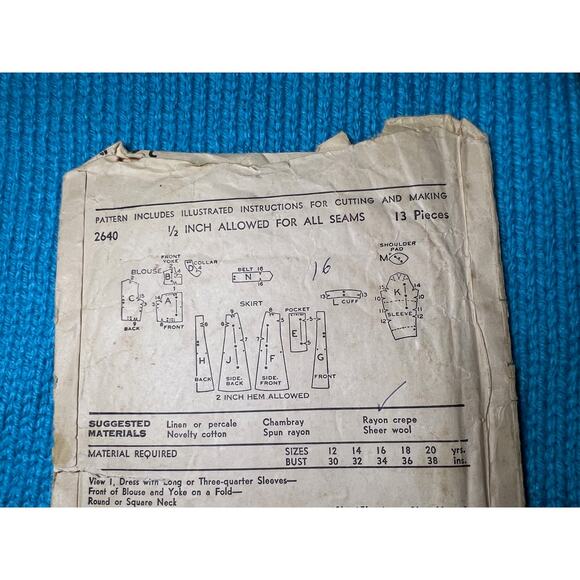 PATTERN INCLUDES ILLUSTRATED INSTRUCTIONS FOR CUTTING AND MAKING
2640 ½ INCH ALLOWED FOR ALL SEAMS 13 Pieces
BLOUSE FRONT YOKE B COLLAR D BELT 16 N 16 16 SHOULDER PAD M
C BACK A FRONT L CUFF K SLEEVE
SKIRT
H BACK J SIDE-BACK F SIDE-FRONT POCKET E G FRONT
2 INCH HEM ALLOWED
SUGGESTED MATERIALS Linen or percale Chambray Rayon crepe
Novelty cotton Spun rayon Sheer wool
MATERIAL REQUIRED SIZES 12 14 16 18 20 yrs.
BUST 30 32 34 36 38 ins.
View 1, Dress with Long or Three-quarter Sleeves—
Front of Blouse and Yoke on a Fold—
Round or Square Neck